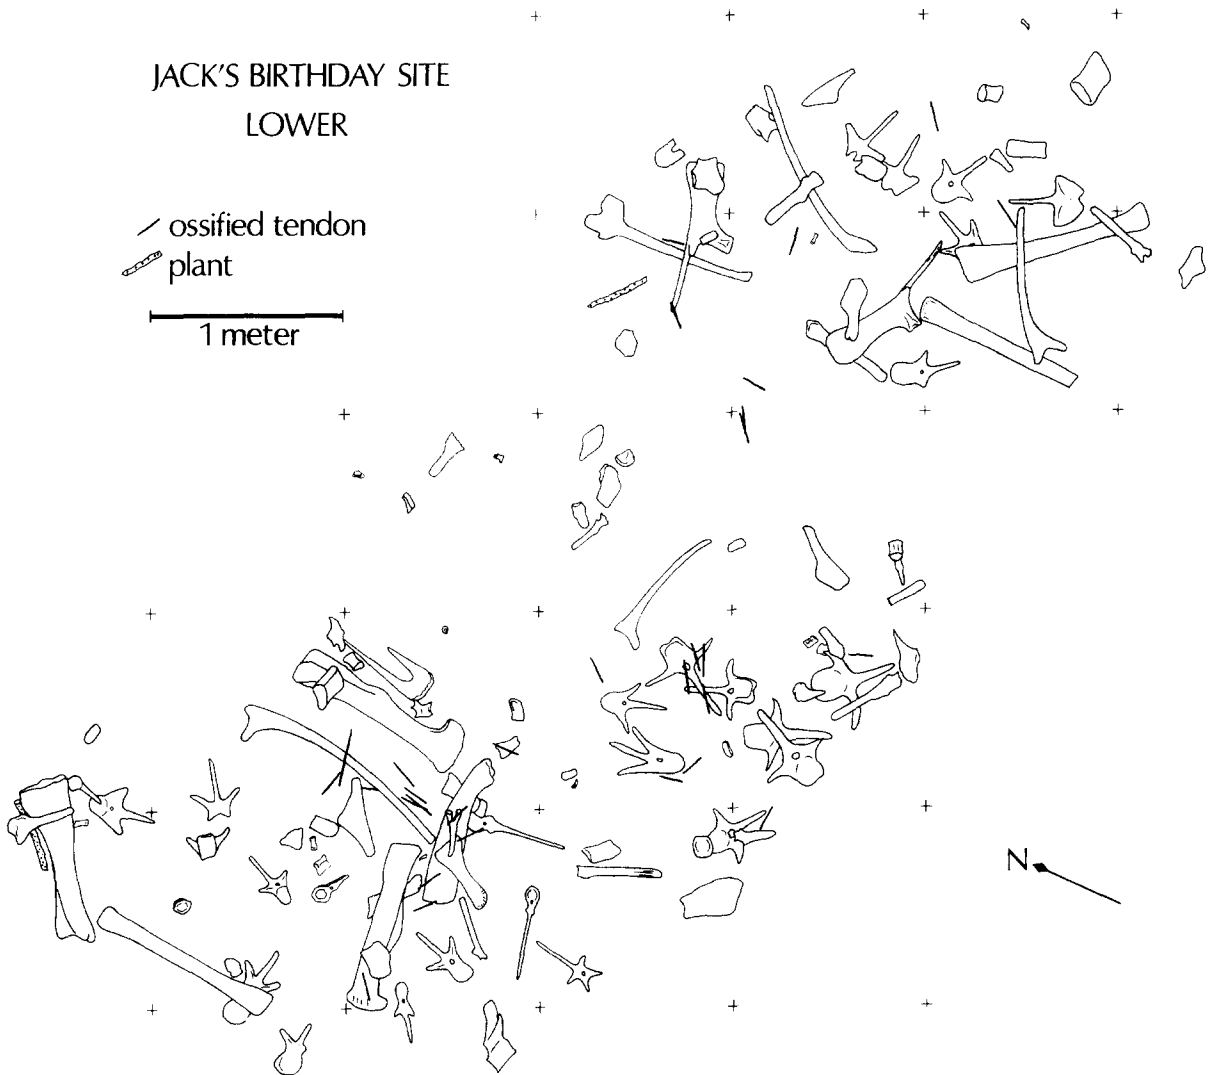 JACK'S BIRTHDAY SITE
LOWER
ossified tendon
plant
1 meter
N